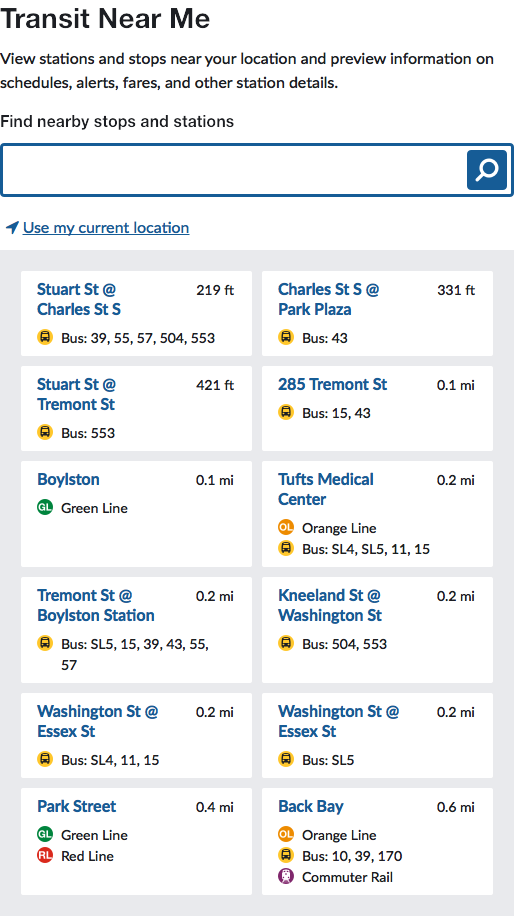 Transit Near Me
View stations and stops near your location and preview information on
schedules, alerts, fares, and other station details.
Find nearby stops and stations
Use my current location
Stuart St @
Charles St S
219 ft
Bus: 39, 55, 57, 504, 553
Charles St S @
Park Plaza
331 ft
Bus: 43
Stuart St @
Tremont St
421 ft
Bus: 553
285 Tremont St
0.1 mi
Bus: 15, 43
Boylston
0.1 mi
GL Green Line
Tufts Medical
Center
0.2 mi
OL Orange Line
Bus: SL4, SL5, 11, 15
Tremont St @
Boylston Station
0.2 mi
Bus: SL5, 15, 39, 43, 55,
57
Kneeland St @
Washington St
0.2 mi
Bus: 504, 553
Washington St @
Essex St
0.2 mi
Bus: SL4, 11, 15
Washington St @
Essex St
0.2 mi
Bus: SL5
Park Street
0.4 mi
GL Green Line
RL Red Line
Back Bay
0.6 mi
OL Orange Line
Bus: 10, 39, 170
Commuter Rail